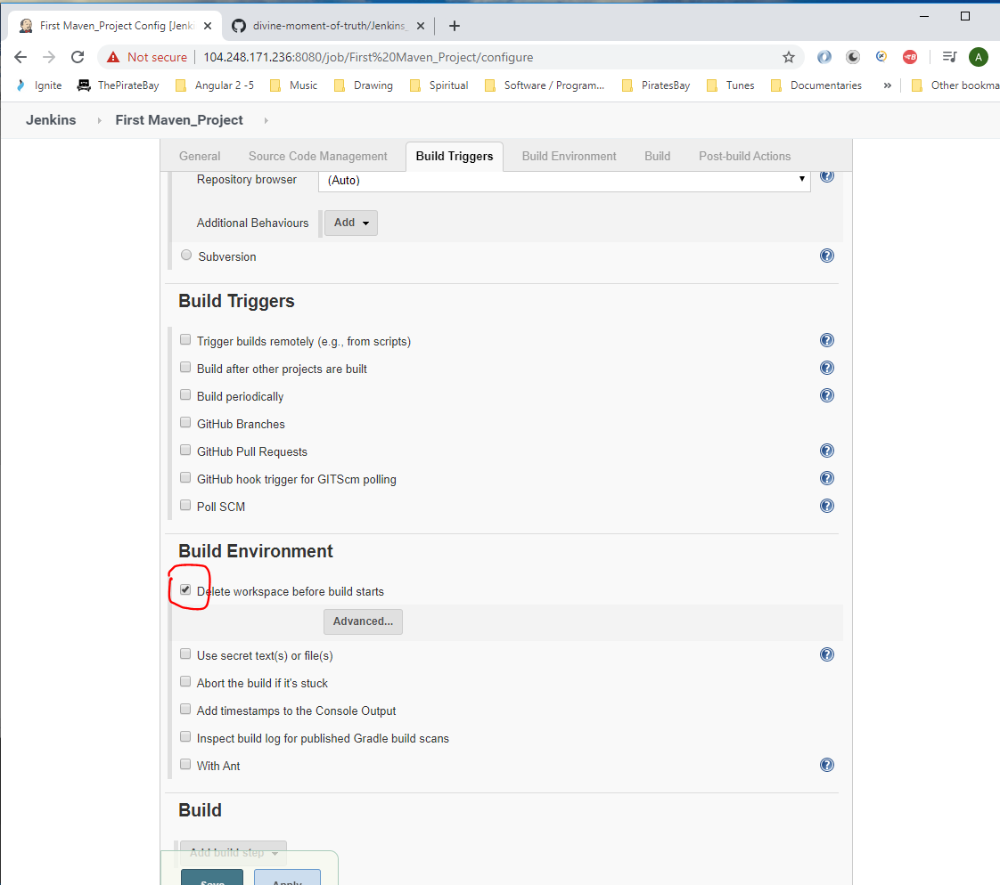 First Maven_Project Config [Jenki
divine-moment-of-truth/Jenkins_
Not secure 104.248.171.236:8080/job/First%20Maven_Project/configure
A
Ignite ThePirateBay Angular 2 -5 Music Drawing Spiritual Software / Program... PiratesBay Tunes Documentaries » Other bookma
Jenkins First Maven_Project
General Source Code Management Build Triggers Build Environment Build Post-build Actions
Repository browser (Auto)
Additional Behaviours Add
Subversion
Build Triggers
Trigger builds remotely (e.g., from scripts)
Build after other projects are built
Build periodically
GitHub Branches
GitHub Pull Requests
GitHub hook trigger for GITScm polling
Poll SCM
Build Environment
Delete workspace before build starts
Advanced...
Use secret text(s) or file(s)
Abort the build if it's stuck
Add timestamps to the Console Output
Inspect build log for published Gradle build scans
With Ant
Build
Add build step
Save Apply